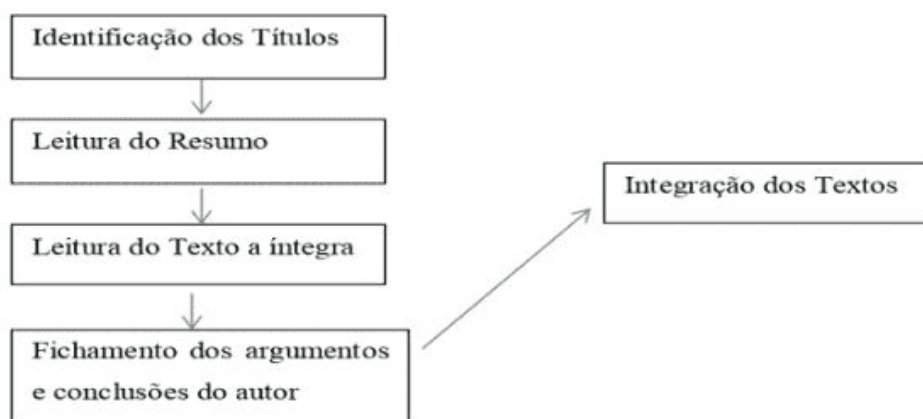 Identificação dos Títulos
Leitura do Resumo
Leitura do Texto a íntegra
Fichamento dos argumentos
e conclusões do autor
Integração dos Textos